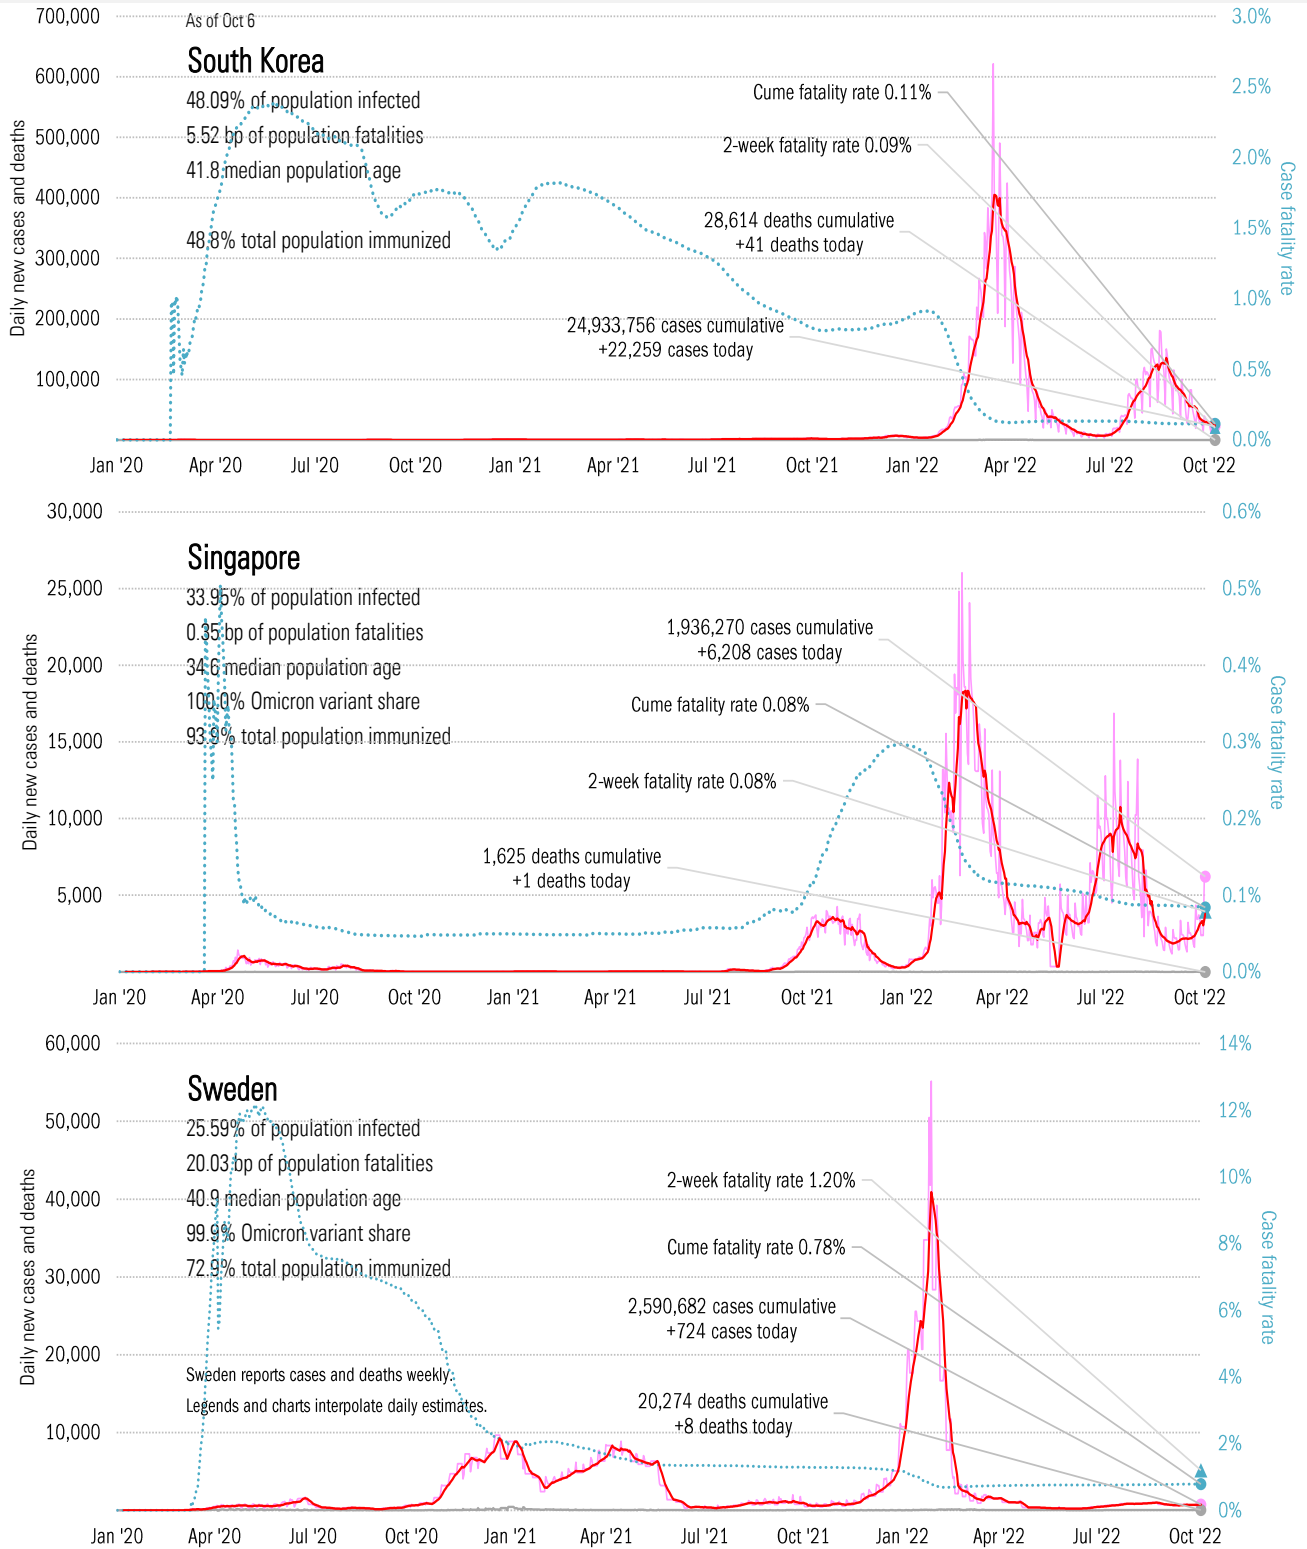 700,000
600,000
500,000
400,000
300,000
200,000
100,000
Daily new cases and deaths
As of Oct 6
South Korea
48.09% of population infected
5.52 bp of population fatalities
41.8 median population age
48.8% total population immunized
Cume fatality rate 0.11%
2-week fatality rate 0.09%
28,614 deaths cumulative
+41 deaths today
24,933,756 cases cumulative
+22,259 cases today
3.0%
2.5%
2.0%
1.5%
1.0%
0.5%
0.0%
Case fatality rate
Jan '20 Apr '20 Jul '20 Oct '20 Jan '21 Apr '21 Jul '21 Oct '21 Jan '22 Apr '22 Jul '22 Oct '22
30,000
25,000
20,000
15,000
10,000
5,000
Daily new cases and deaths
Singapore
33.95% of population infected
0.35 bp of population fatalities
34.6 median population age
100.0% Omicron variant share
93.9% total population immunized
1,936,270 cases cumulative
+6,208 cases today
Cume fatality rate 0.08%
2-week fatality rate 0.08%
1,625 deaths cumulative
+1 deaths today
0.6%
0.5%
0.4%
0.3%
0.2%
0.1%
0.0%
Case fatality rate
Jan '20 Apr '20 Jul '20 Oct '20 Jan '21 Apr '21 Jul '21 Oct '21 Jan '22 Apr '22 Jul '22 Oct '22
60,000
50,000
40,000
30,000
20,000
10,000
Daily new cases and deaths
Sweden
25.59% of population infected
20.03 bp of population fatalities
40.9 median population age
99.9% Omicron variant share
72.9% total population immunized
Sweden reports cases and deaths weekly.
Legends and charts interpolate daily estimates.
2-week fatality rate 1.20%
Cume fatality rate 0.78%
2,590,682 cases cumulative
+724 cases today
20,274 deaths cumulative
+8 deaths today
14%
12%
10%
8%
6%
4%
2%
0%
Case fatality rate
Jan '20 Apr '20 Jul '20 Oct '20 Jan '21 Apr '21 Jul '21 Oct '21 Jan '22 Apr '22 Jul '22 Oct '22